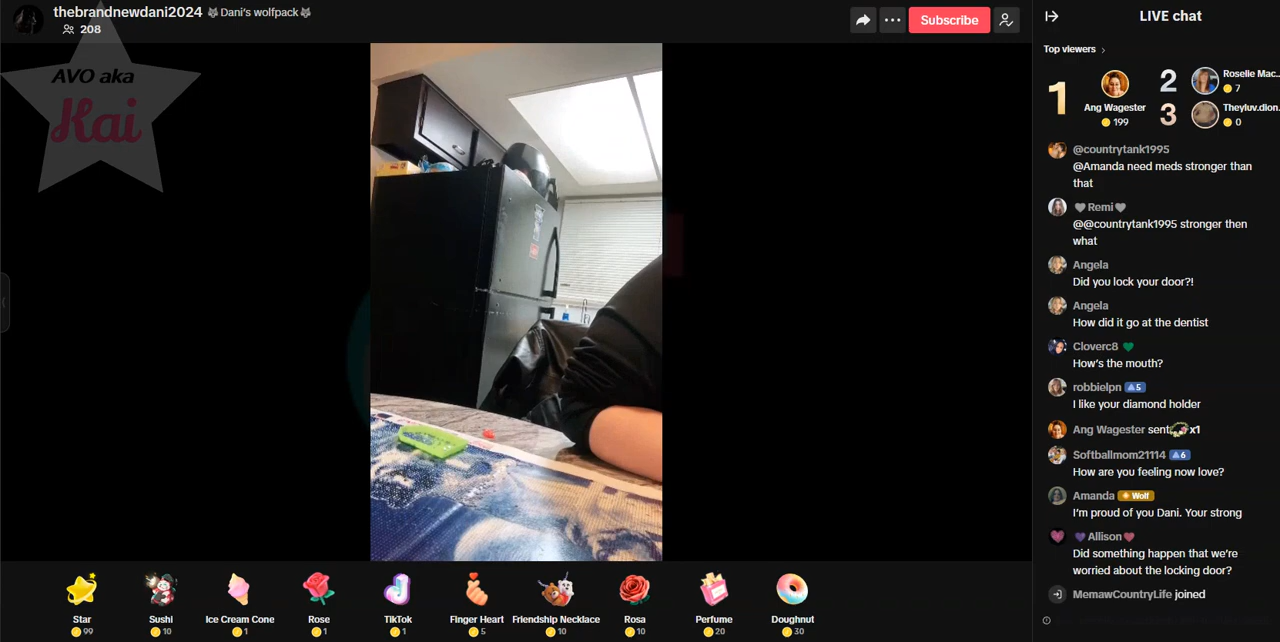 thebrandnewdani2024 🐺Dani's wolfpack🐺
208
Subscribe
AVO aka
Kai
LIVE chat
Top viewers
1
Ang Wagester
199
2
Roselle Mac...
7
3
Theyluv.dion.
0
@countrytank1995
@Amanda need meds stronger than
that
🩶Remi🩶
@@countrytank1995 stronger then
what
Angela
Did you lock your door?!
Angela
How did it go at the dentist
Cloverc8 💚
How's the mouth?
robbielpn 5
I like your diamond holder
Ang Wagester sent x1
Softballmom21114 6
How are you feeling now love?
Amanda Wolf
I'm proud of you Dani. Your strong
💜Allison❤️
Did something happen that we're
worried about the locking door?
MemawCountryLife joined
Star
99
Sushi
10
Ice Cream Cone
1
Rose
1
TikTok
1
Finger Heart
5
Friendship Necklace
10
Rosa
10
Perfume
20
Doughnut
30